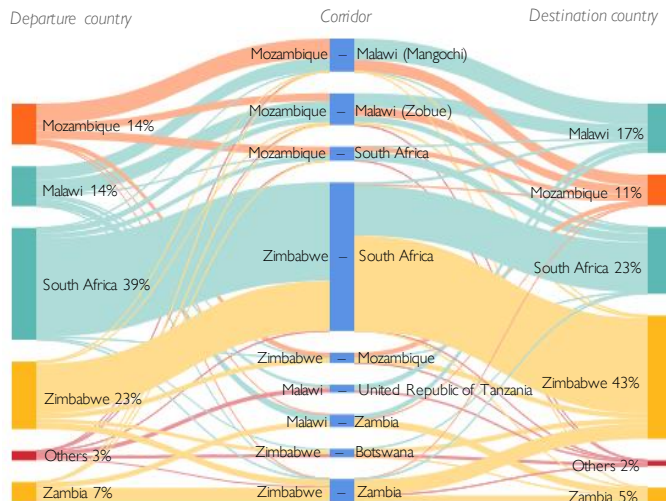 Departure country
Corridor
Destination country
Mozambique – Malawi (Mangochi)
Mozambique – Malawi (Zobue)
Mozambique 14%
Malawi 17%
Mozambique – South Africa
Malawi 14%
Mozambique 11%
Zimbabwe – South Africa
South Africa 23%
South Africa 39%
Zimbabwe – Mozambique
Zimbabwe 43%
Malawi – United Republic of Tanzania
Zimbabwe 23%
Malawi – Zambia
Zimbabwe – Botswana
Others 3%
Others 2%
Zambia 7%
Zimbabwe – Zambia
Zambia 5%